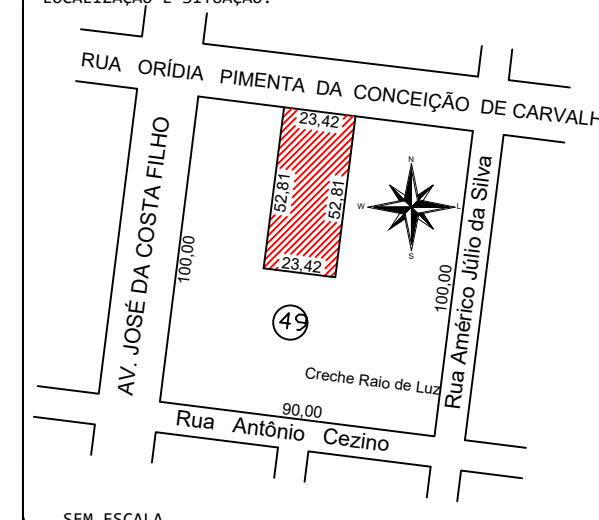 LOCALIZAÇÃO E SITUAÇÃO:
RUA ORÍDIA PIMENTA DA CONCEIÇÃO DE CARVALH
23,42
AV. JOSÉ DA COSTA FILHO
52,81
52,81
N
W
L
S
Rua Américo Júlio da Silva
100,00
100,00
23,42
49
Creche Raio de Luz
90,00
Rua Antônio Cezino
SEM ESCALA